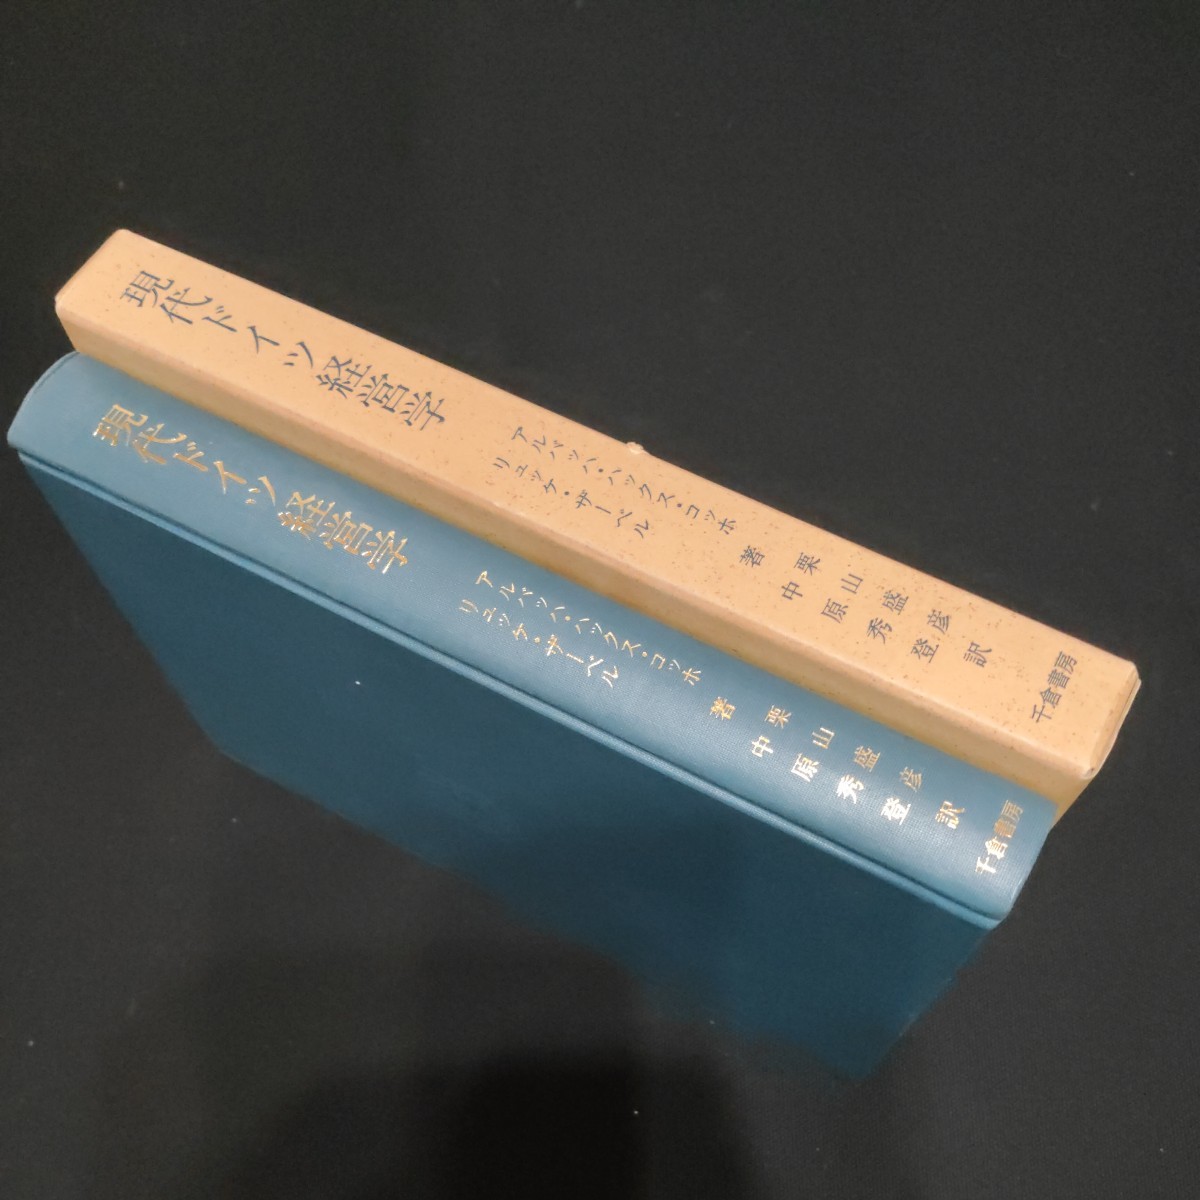 現代ドイツ経営学
アルバッハ・ハックス・コッホ
リュッケ・ザーベル
著
栗山盛彦
中原秀登
訳
千倉書房
現代ドイツ経営学
アルバッハ・ハックス・コッホ
リュッケ・ザーベル
著
栗山盛彦
中原秀登
訳
千倉書房